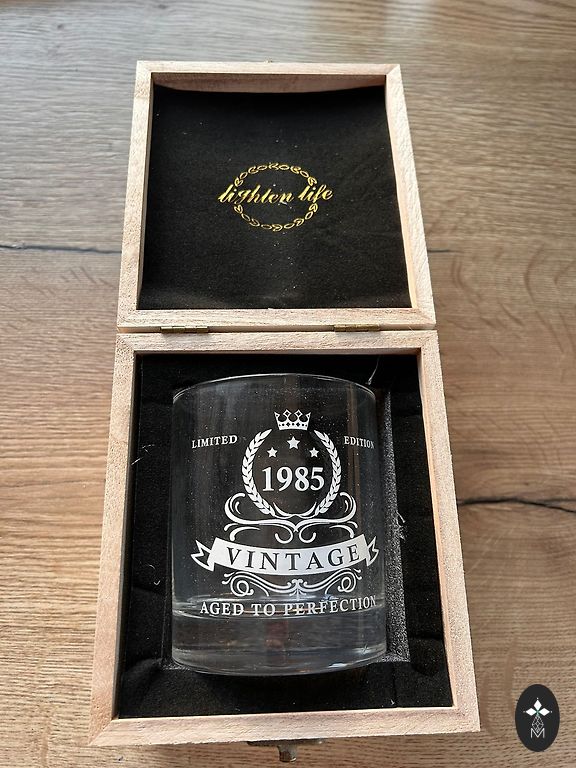 lighten life
LIMITED EDITION
1985
VINTAGE
AGED TO PERFECTION
M